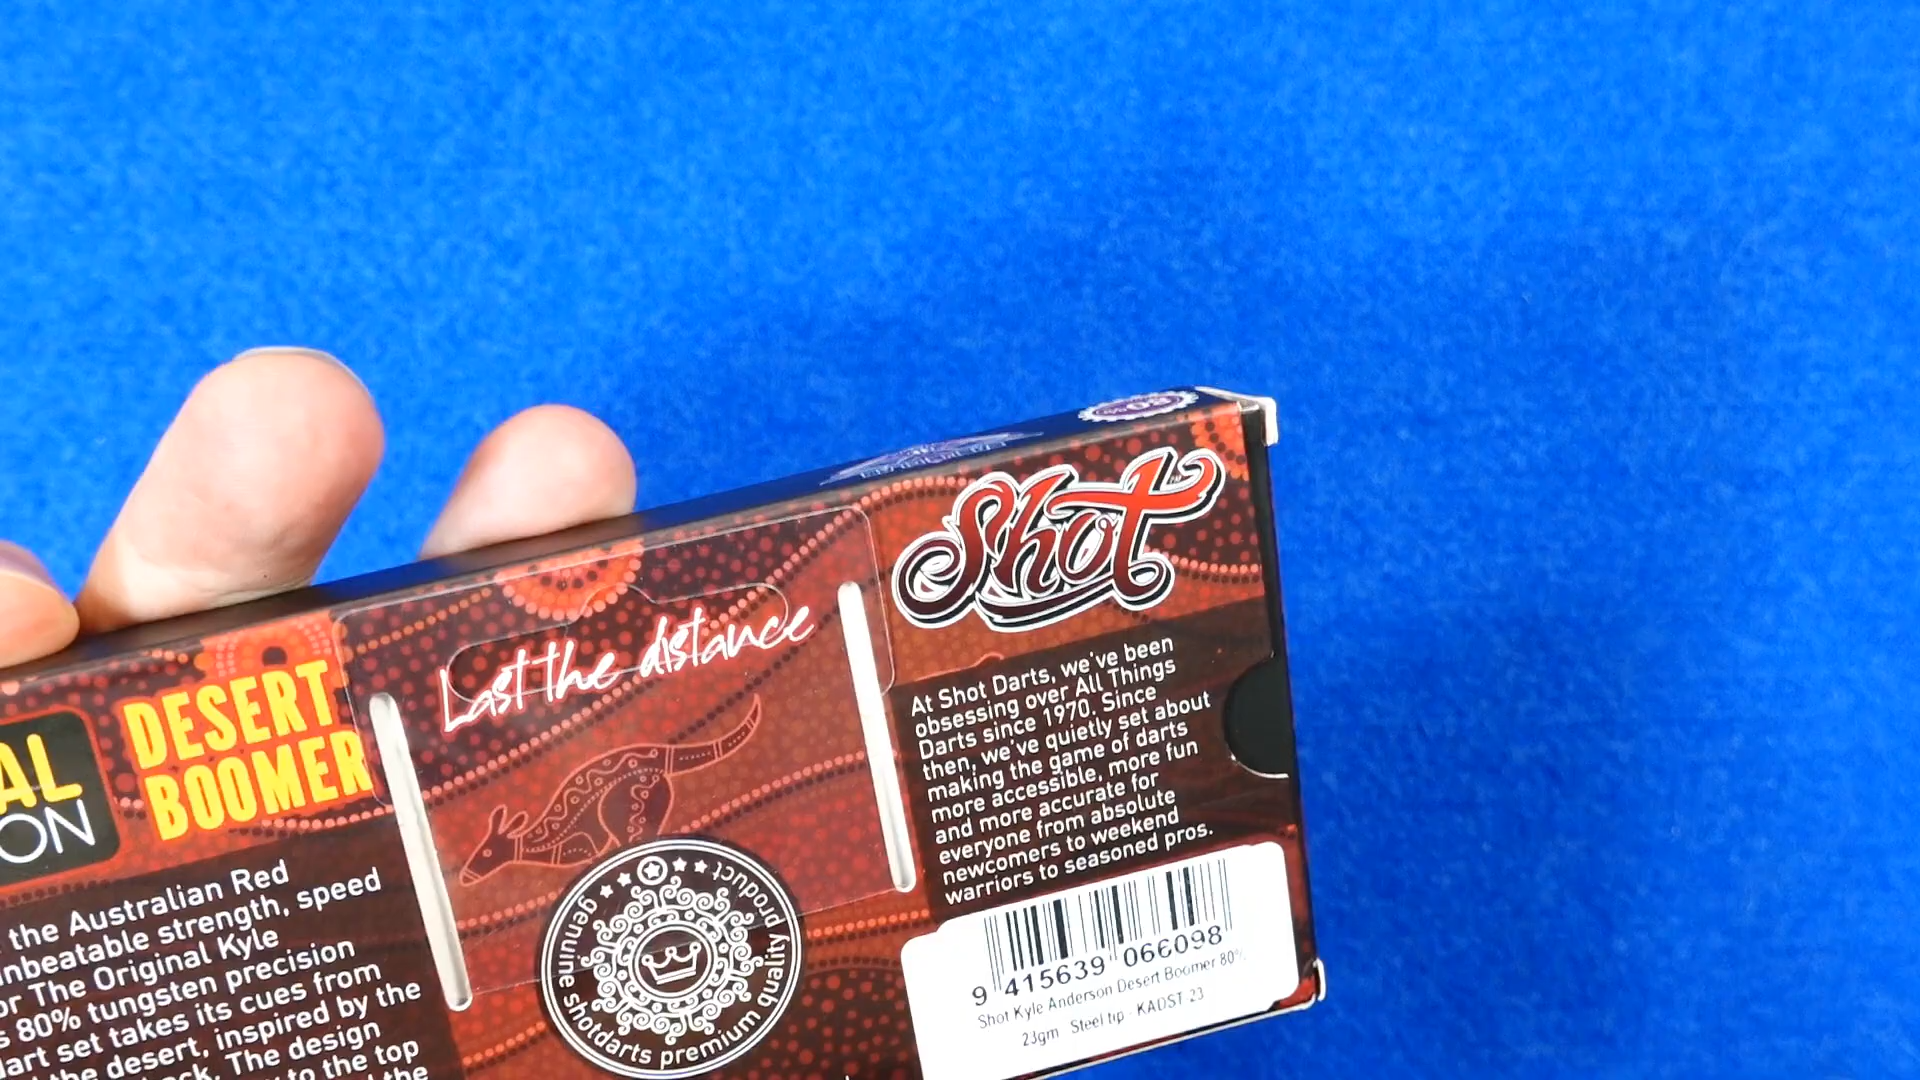 AL
ON
DESERT
BOOMER
the Australian Red
unbeatable strength, speed
or The Original Kyle
80% tungsten precision
dart set takes its cues from
the desert, inspired by the
The design
to the top
the
Last the distance
genuine shotdarts premium quality product
Shot
At Shot Darts, we've been
obsessing over All Things
Darts since 1970. Since
then, we've quietly set about
making the game of darts
more accessible, more fun
and more accurate for
everyone from absolute
newcomers to weekend
warriors to seasoned pros.
9 415639 066098
Shot Kyle Anderson Desert Boomer 80%
23gm Steel tip - KADST-23